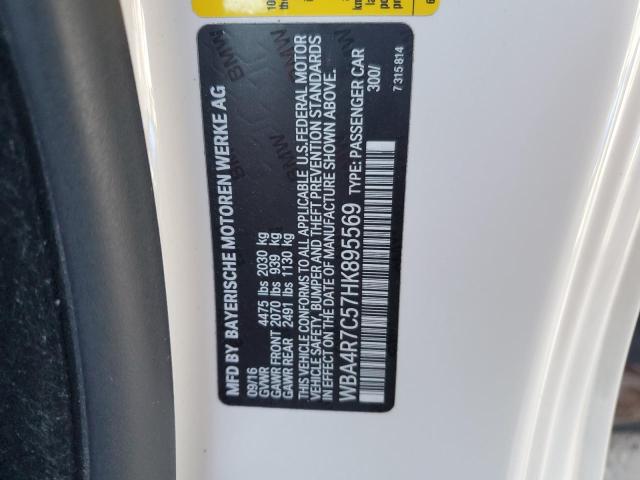 MFD BY BAYERISCHE MOTOREN WERKE AG
09/16
GVWR 4475 lbs 2030 kg
GAWR FRONT 2070 lbs 939 kg
GAWR REAR 2491 lbs 1130 kg
THIS VEHICLE CONFORMS TO ALL APPLICABLE U.S.FEDERAL MOTOR
VEHICLE SAFETY, BUMPER AND THEFT PREVENTION STANDARDS
IN EFFECT ON THE DATE OF MANUFACTURE SHOWN ABOVE.
WBA4R7C57HK895569 TYPE: PASSENGER CAR
300/
7 315 814
BMW
BMW
BMW